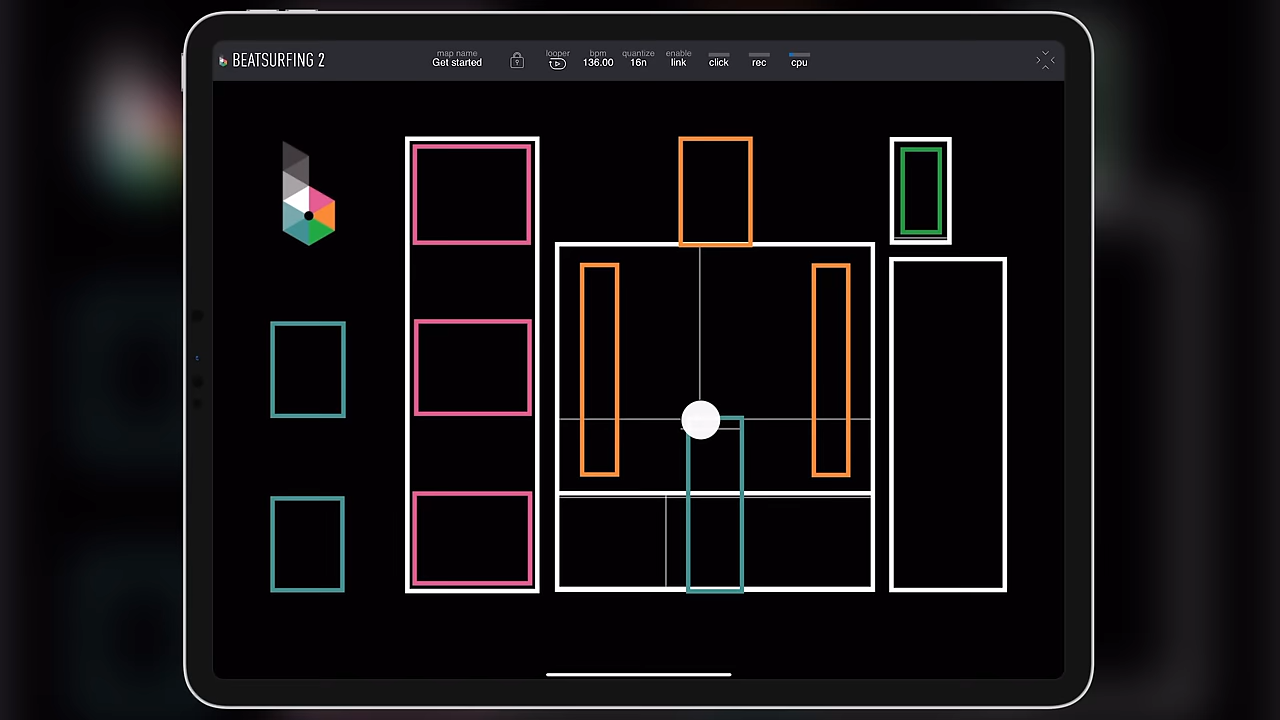 BEATSURFING 2
map name
Get started
looper
bpm
136.00
quantize
16n
enable
link
click
rec
cpu